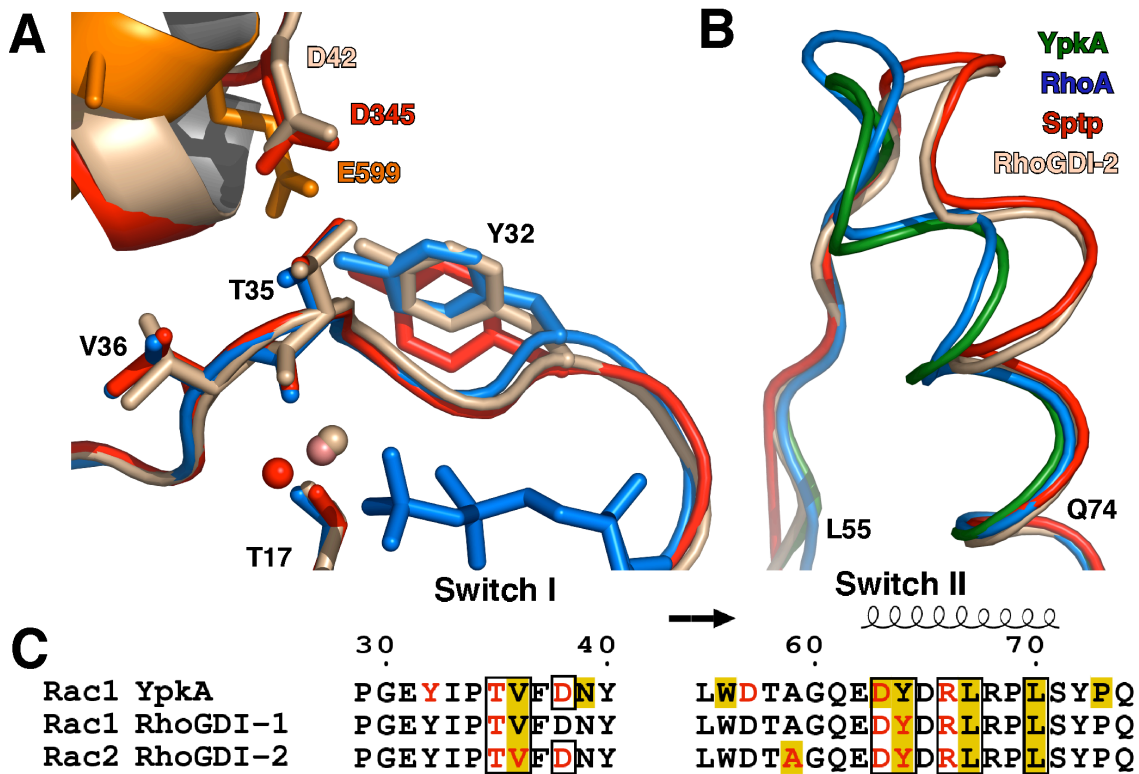 A
B
D42
D345
E599
Y32
T35
V36
T17
Switch I
YpkA
RhoA
Sptp
RhoGDI-2
L55
Q74
Switch II
C
30 40 60 70
Rac1 YpkA PGEYIPTVFDNY LWDTAGQEDYDRLRPLSYPQ
Rac1 RhoGDI-1 PGEYIPTVFDNY LWDTAGQEDYDRLRPLSYPQ
Rac2 RhoGDI-2 PGEYIPTVFDNY LWDTAGQEDYDRLRPLSYPQ